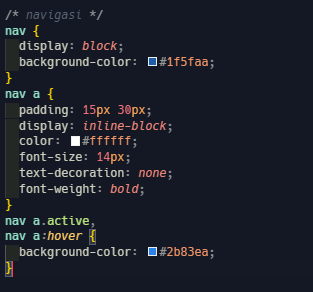 /* navigasi */
nav {
  display: block;
  background-color: #1f5faa;
}
nav a {
  padding: 15px 30px;
  display: inline-block;
  color: #ffffff;
  font-size: 14px;
  text-decoration: none;
  font-weight: bold;
}
nav a.active,
nav a:hover {
  background-color: #2b83ea;
}